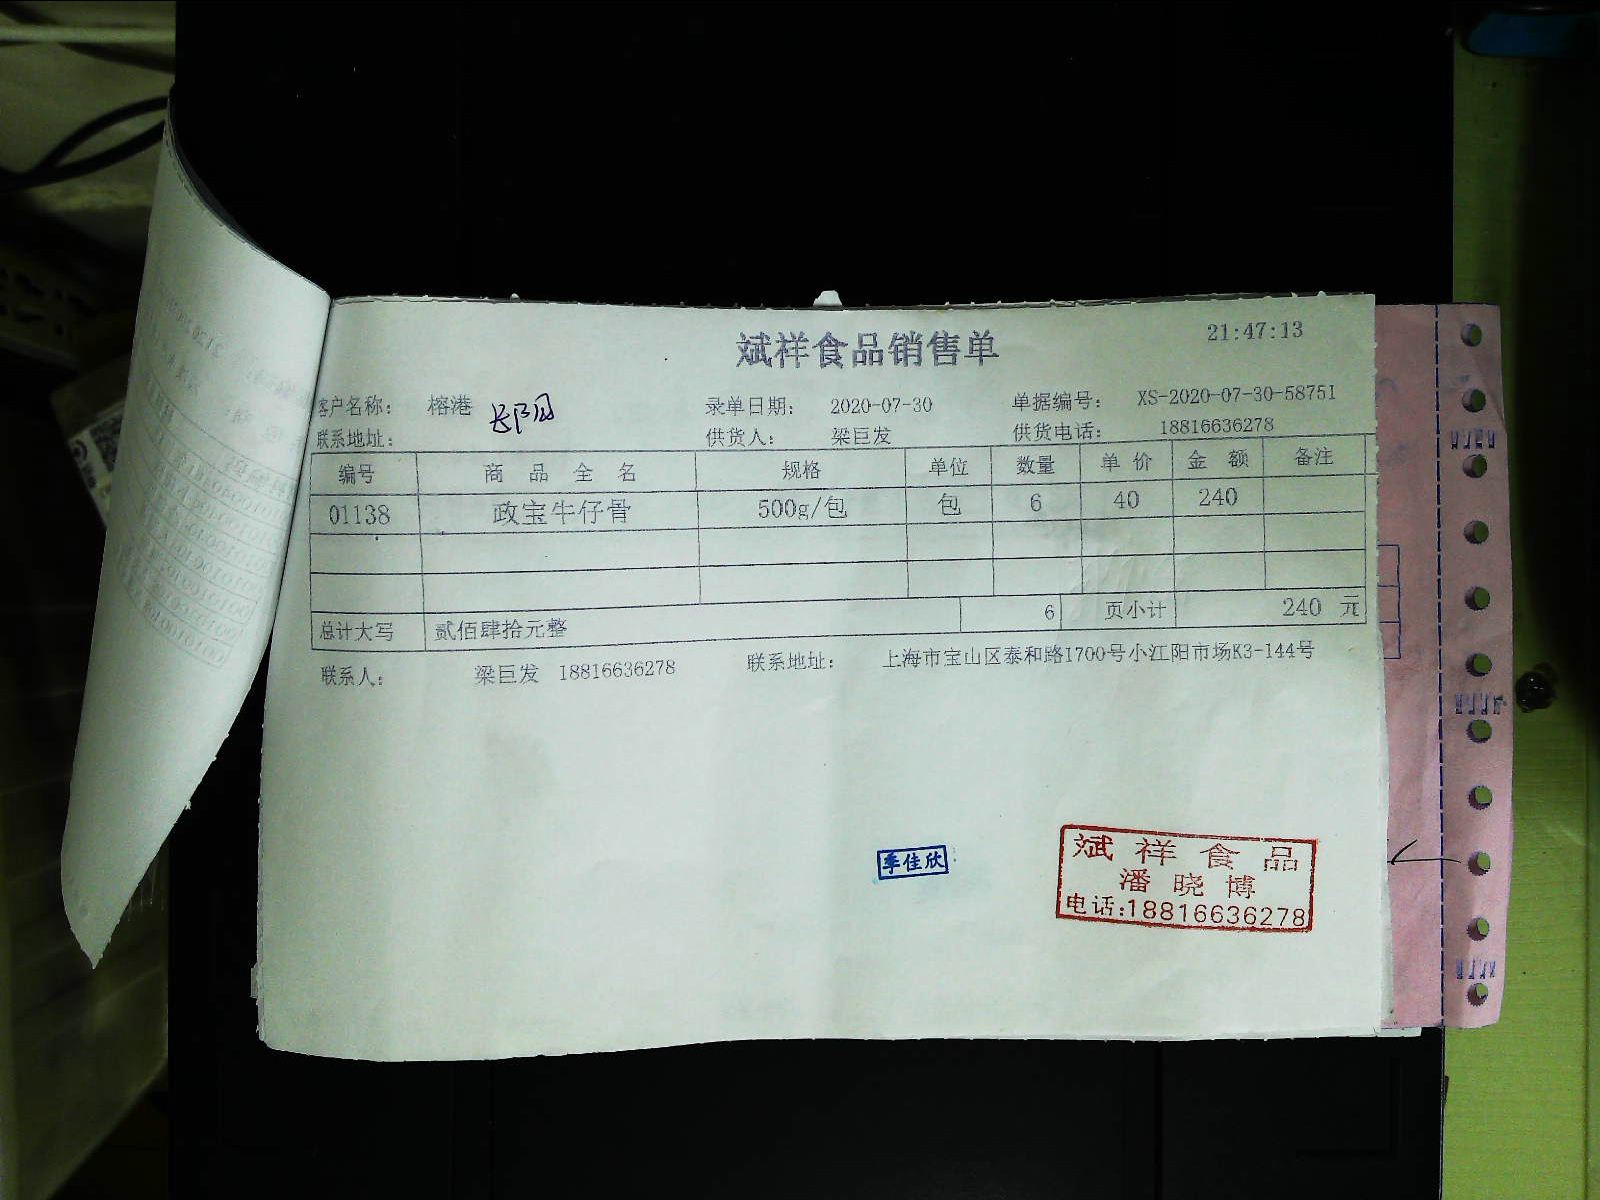 斌祥食品销售单
21:47:13
客户名称： 榕港 录单日期： 2020-07-30 单据编号： XS-2020-07-30-58751
联系地址： 供货人： 梁巨发 供货电话： 18816636278
编号 商品全名 规格 单位 数量 单价 金额 备注
01138 政宝牛仔骨 500g/包 包 6 40 240
总计大写 贰佰肆拾元整 6 页小计 240 元
联系人： 梁巨发 18816636278 联系地址： 上海市宝山区泰和路1700号小江阳市场K3-144号
季佳欣
斌祥食品
潘晓博
电话:18816636278